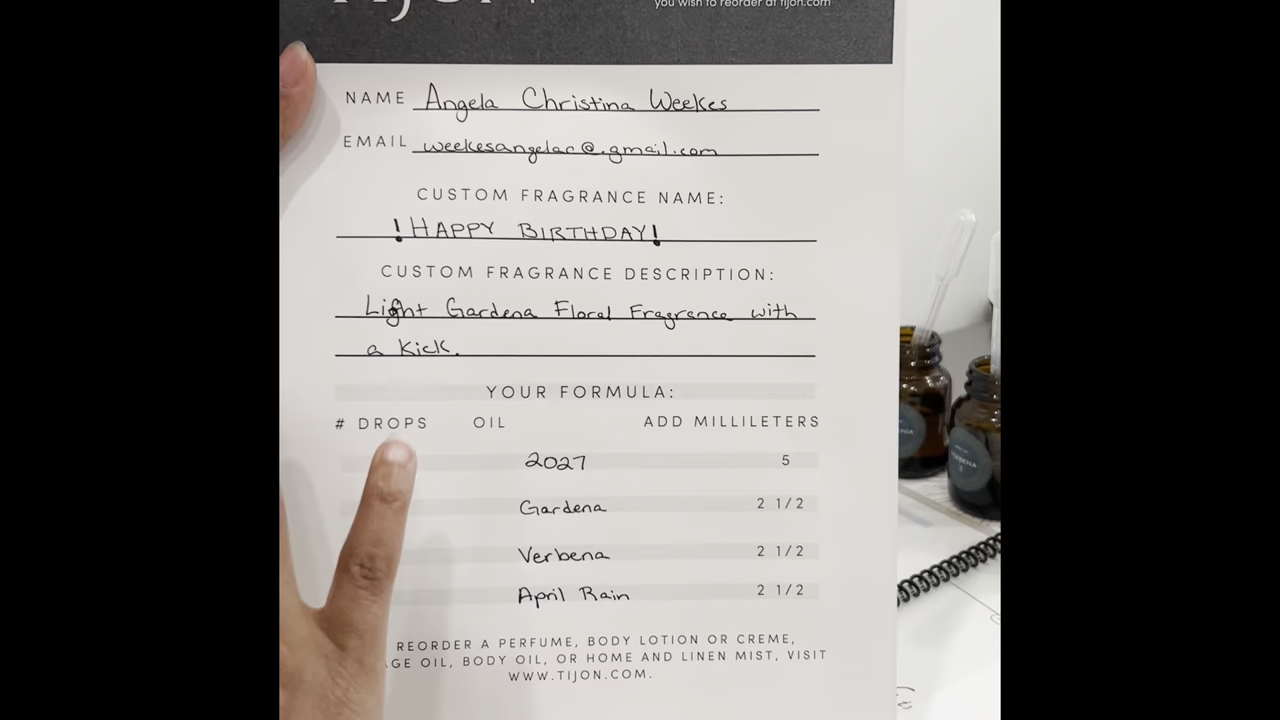 TIJON
you wish to reorder at tijon.com
NAME Angela Christina Weekes
EMAIL weekesangelac@.gmail.com
CUSTOM FRAGRANCE NAME:
!HAPPY BIRTHDAY!
CUSTOM FRAGRANCE DESCRIPTION:
Light Gardena Floral Fragrance with
a Kick.
YOUR FORMULA:
# DROPS OIL ADD MILLILETERS
2027 5
Gardena 2 1/2
Verbena 2 1/2
April Rain 2 1/2
REORDER A PERFUME, BODY LOTION OR CREME,
OIL, BODY OIL, OR HOME AND LINEN MIST, VISIT
WWW.TIJON.COM.
VERBENA